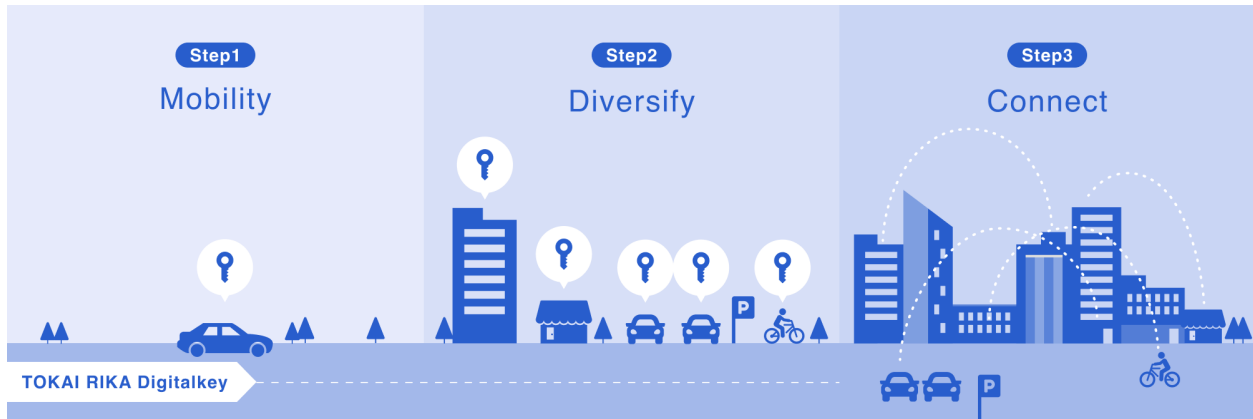 Step1
Mobility
Step2
Diversify
P
Step3
Connect
P
TOKAI RIKA Digitalkey